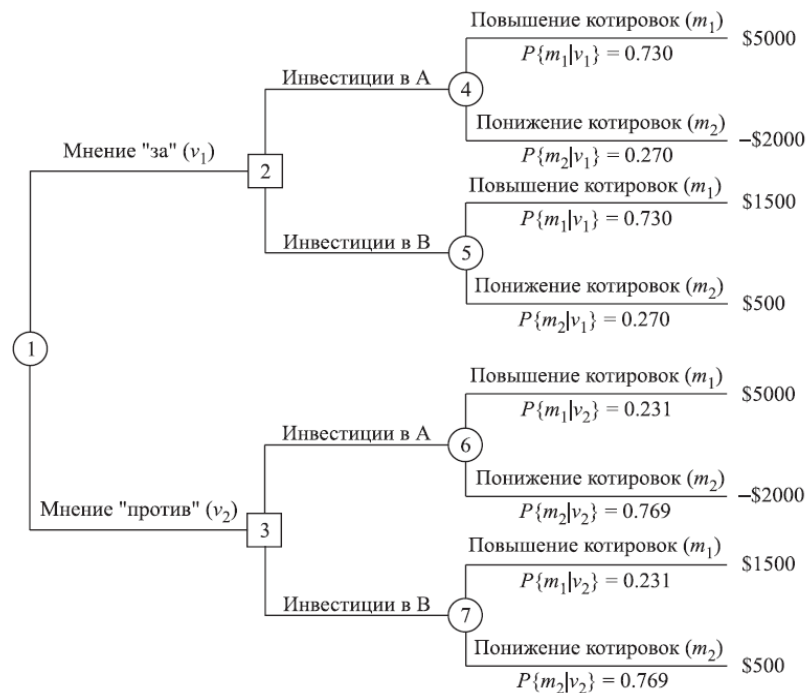 Повышение котировок (m₁)
$5000
P{m₁|v₁} = 0.730
Инвестиции в А
4
Понижение котировок (m₂)
–$2000
P{m₂|v₁} = 0.270
Мнение "за" (v₁)
2
Повышение котировок (m₁)
$1500
P{m₁|v₁} = 0.730
Инвестиции в В
5
Понижение котировок (m₂)
$500
P{m₂|v₁} = 0.270
1
Повышение котировок (m₁)
$5000
P{m₁|v₂} = 0.231
Инвестиции в А
6
Понижение котировок (m₂)
–$2000
P{m₂|v₂} = 0.769
Мнение "против" (v₂)
3
Повышение котировок (m₁)
$1500
P{m₁|v₂} = 0.231
Инвестиции в В
7
Понижение котировок (m₂)
$500
P{m₂|v₂} = 0.769